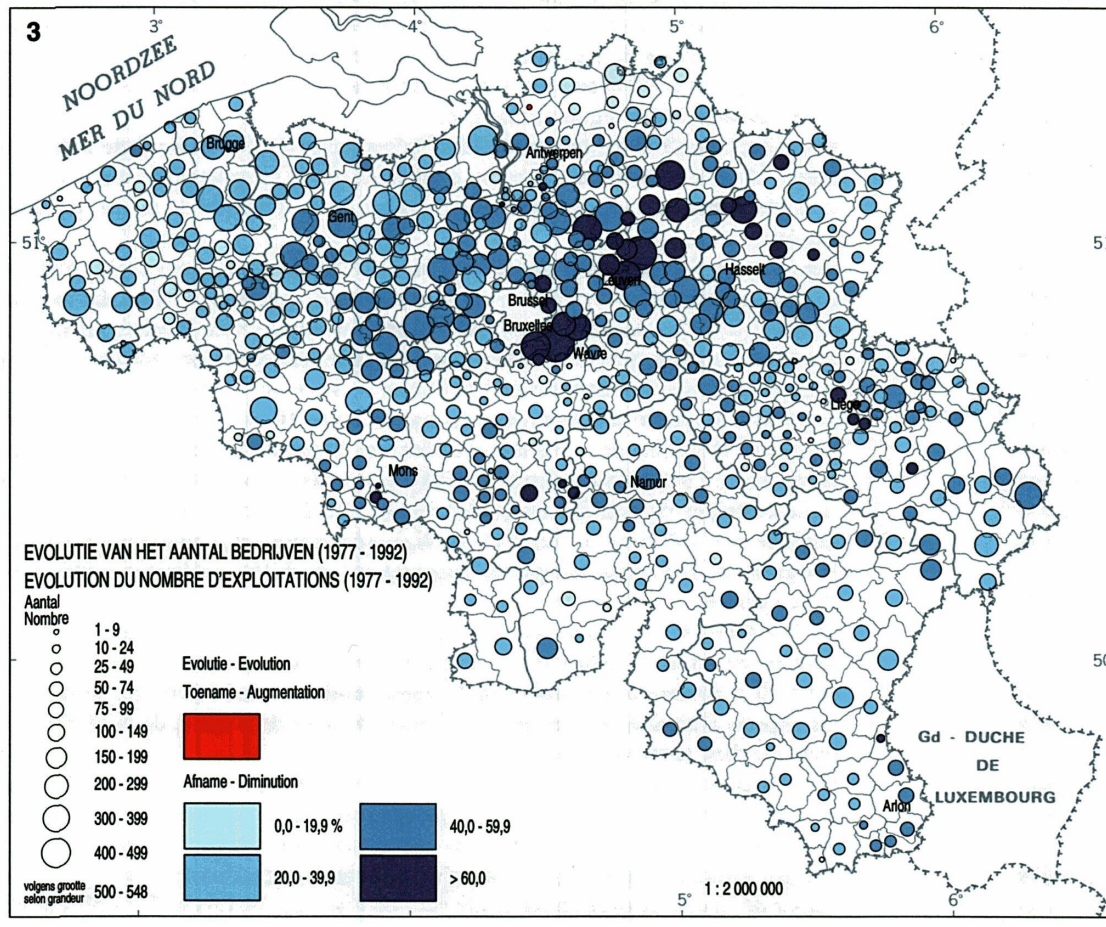 3
3°
4°
5°
6°
NOORDZEE
MER DU NORD
Brugge
Antwerpen
Gent
51°
5
Hasselt
Leuven
Brussel
Bruxelles
Wavre
Liège
Mons
Namur
EVOLUTIE VAN HET AANTAL BEDRIJVEN (1977 - 1992)
EVOLUTION DU NOMBRE D'EXPLOITATIONS (1977 - 1992)
Aantal
Nombre
1 - 9
10 - 24
25 - 49
50 - 74
75 - 99
100 - 149
150 - 199
200 - 299
300 - 399
400 - 499
volgens grootte
selon grandeur
500 - 548
Evolutie - Evolution
Toename - Augmentation
Afname - Diminution
0,0 - 19,9 %
40,0 - 59,9
20,0 - 39,9
> 60,0
50
Gd - DUCHE
DE
LUXEMBOURG
Arlon
1 : 2 000 000
5°
6°